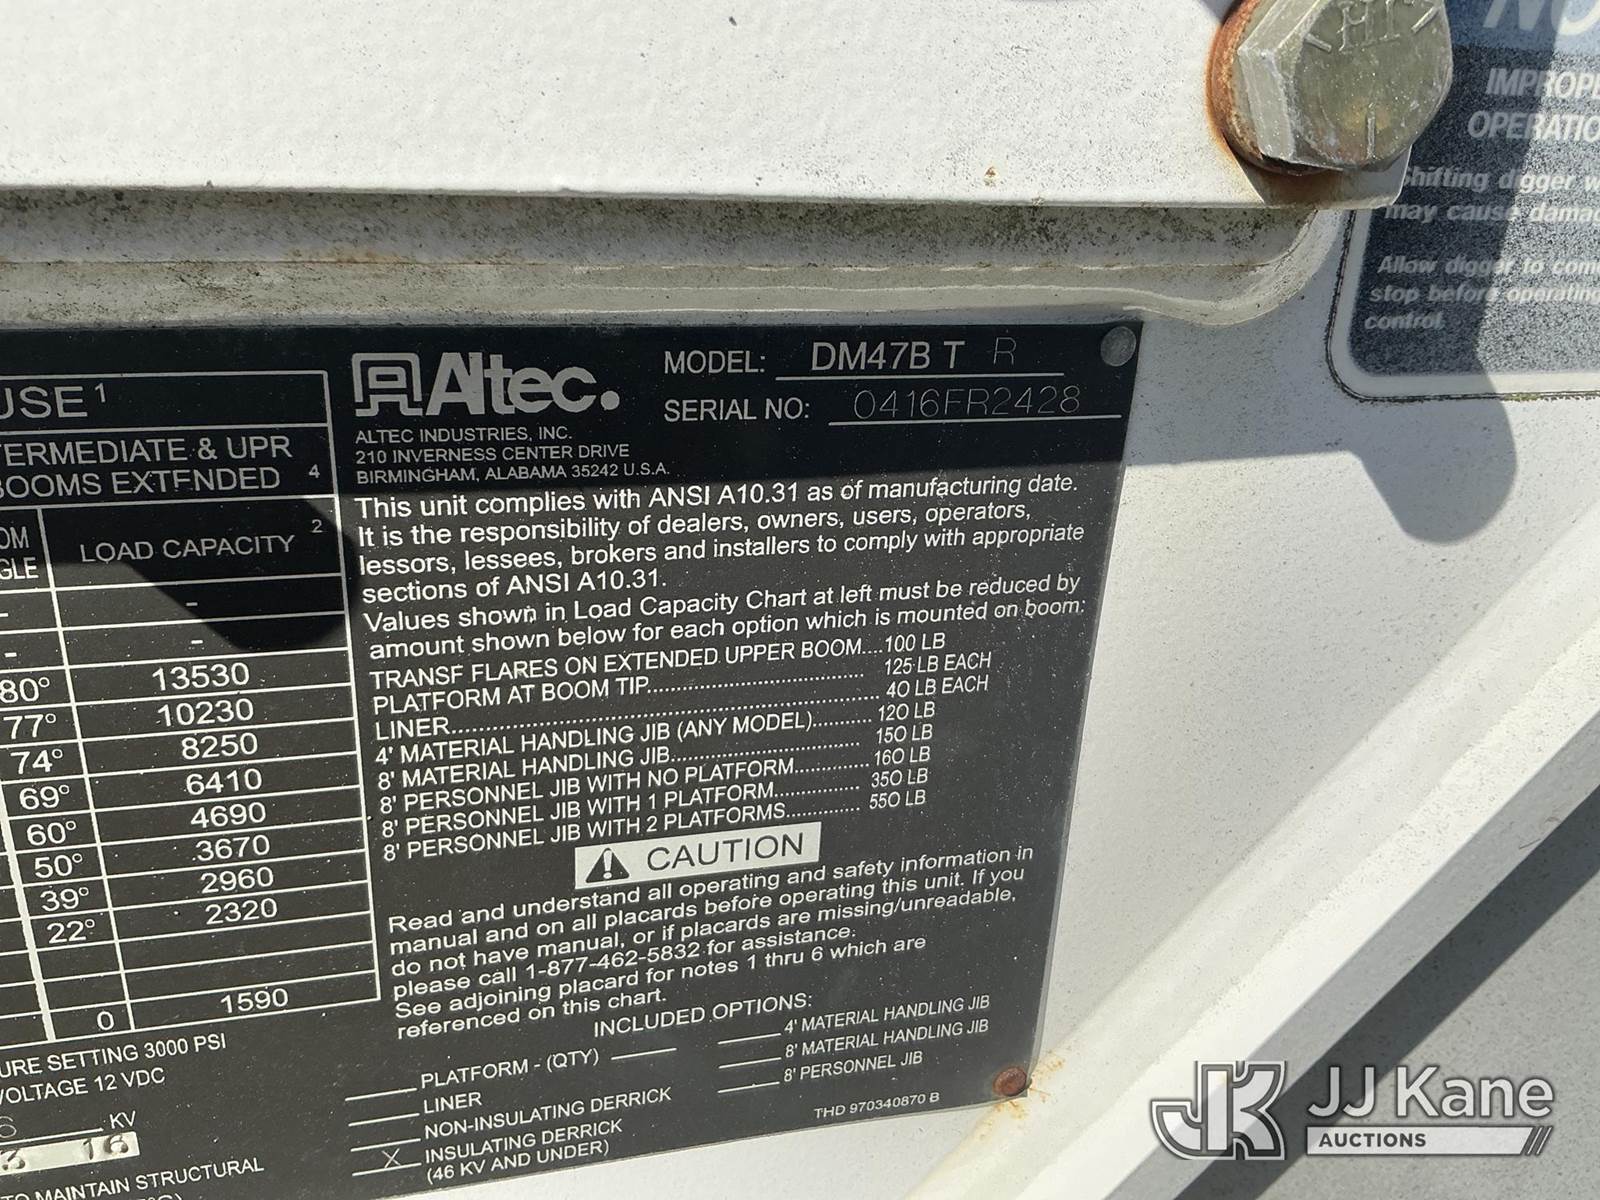 HT
NO
IMPROPE
OPERATIO
Shifting digger w
may cause damag
Allow digger to com
stop before operating
control.
Altec.
ALTEC INDUSTRIES, INC.
210 INVERNESS CENTER DRIVE
BIRMINGHAM, ALABAMA 35242 U.S.A.
MODEL: DM47B T R
SERIAL NO: 0416FR2428
USE 1
TERMEDIATE & UPR
BOOMS EXTENDED 4
OM
GLE
LOAD CAPACITY 2
- -
- -
80° 13530
77° 10230
74° 8250
69° 6410
60° 4690
50° 3670
39° 2960
22° 2320
0 1590
URE SETTING 3000 PSI
VOLTAGE 12 VDC
6 KV
3 16
TO MAINTAIN STRUCTURAL
This unit complies with ANSI A10.31 as of manufacturing date.
It is the responsibility of dealers, owners, users, operators,
lessors, lessees, brokers and installers to comply with appropriate
sections of ANSI A10.31.
Values shown in Load Capacity Chart at left must be reduced by
amount shown below for each option which is mounted on boom:
TRANSF FLARES ON EXTENDED UPPER BOOM....100 LB
PLATFORM AT BOOM TIP.................................. 125 LB EACH
LINER.................................................................. 40 LB EACH
4' MATERIAL HANDLING JIB (ANY MODEL).......... 120 LB
8' MATERIAL HANDLING JIB................................ 150 LB
8' PERSONNEL JIB WITH NO PLATFORM............ 160 LB
8' PERSONNEL JIB WITH 1 PLATFORM............... 350 LB
8' PERSONNEL JIB WITH 2 PLATFORMS............. 550 LB
CAUTION
Read and understand all operating and safety information in
manual and on all placards before operating this unit. If you
do not have manual, or if placards are missing/unreadable,
please call 1-877-462-5832 for assistance.
See adjoining placard for notes 1 thru 6 which are
referenced on this chart.
INCLUDED OPTIONS:
PLATFORM - (QTY)
LINER
NON-INSULATING DERRICK
X INSULATING DERRICK
(46 KV AND UNDER)
4' MATERIAL HANDLING JIB
8' MATERIAL HANDLING JIB
8' PERSONNEL JIB
THD 970340870 B
JK JJ Kane
AUCTIONS